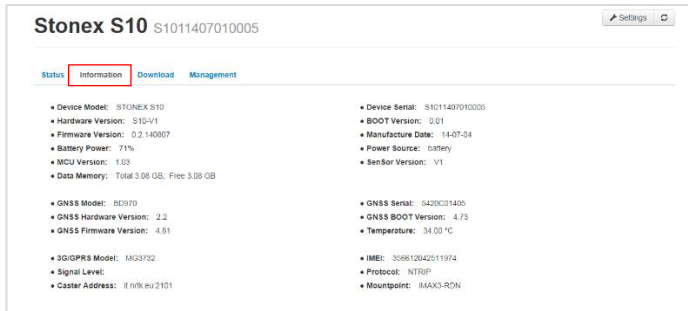 Stonex S10 S1011407010005
Settings
Status Information Download Management
Device Model: STONEX S10
Hardware Version: S10-V1
Firmware Version: 0.2.140807
Battery Power: 71%
MCU Version: 1.03
Data Memory: Total 3.08 GB, Free 3.08 GB
Device Serial: S1011407010005
BOOT Version: 0.01
Manufacture Date: 14-07-04
Power Source: battery
SenSor Version: V1
GNSS Model: BD970
GNSS Hardware Version: 2.2
GNSS Firmware Version: 4.81
GNSS Serial: 5420C01405
GNSS BOOT Version: 4.73
Temperature: 34.00 °C
3G/GPRS Model: MG3732
Signal Level:
Caster Address: it.nrtk.eu:2101
IMEI: 356612042511974
Protocol: NTRIP
Mountpoint: IMAX3-RDN